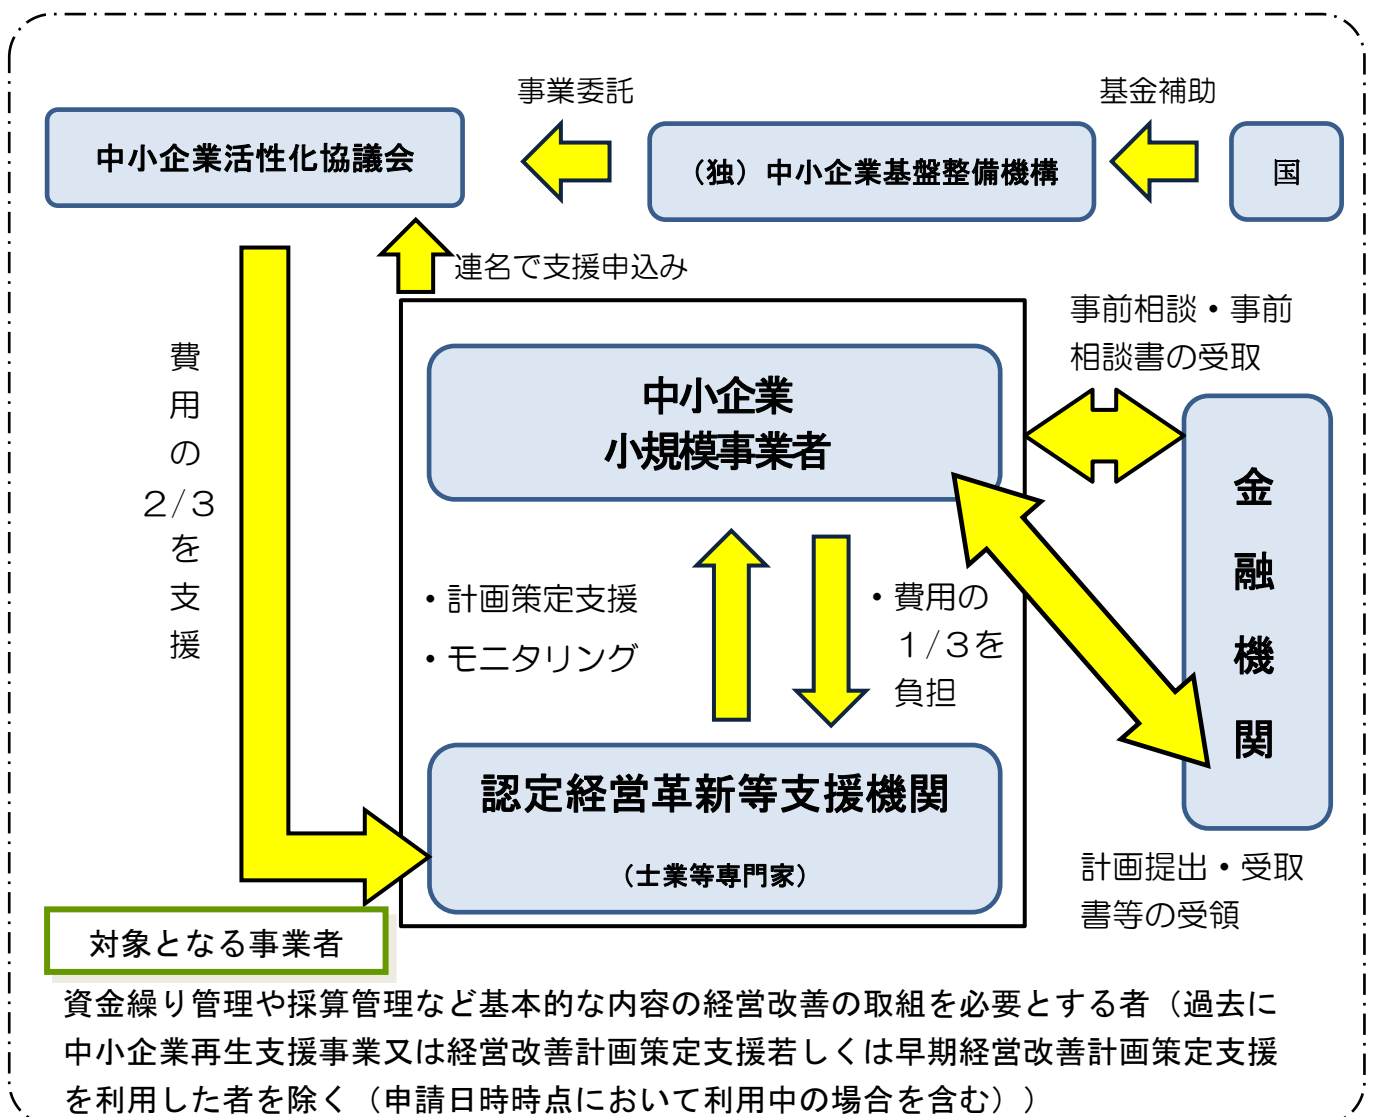 事業委託
基金補助
中小企業活性化協議会
（独）中小企業基盤整備機構
国
連名で支援申込み
事前相談・事前
相談書の受取
費用の２/３を支援
中小企業
小規模事業者
金融機関
・計画策定支援
・モニタリング
・費用の
１/３を
負担
認定経営革新等支援機関
（士業等専門家）
計画提出・受取
書等の受領
対象となる事業者
資金繰り管理や採算管理など基本的な内容の経営改善の取組を必要とする者（過去に
中小企業再生支援事業又は経営改善計画策定支援若しくは早期経営改善計画策定支援
を利用した者を除く（申請日時時点において利用中の場合を含む））